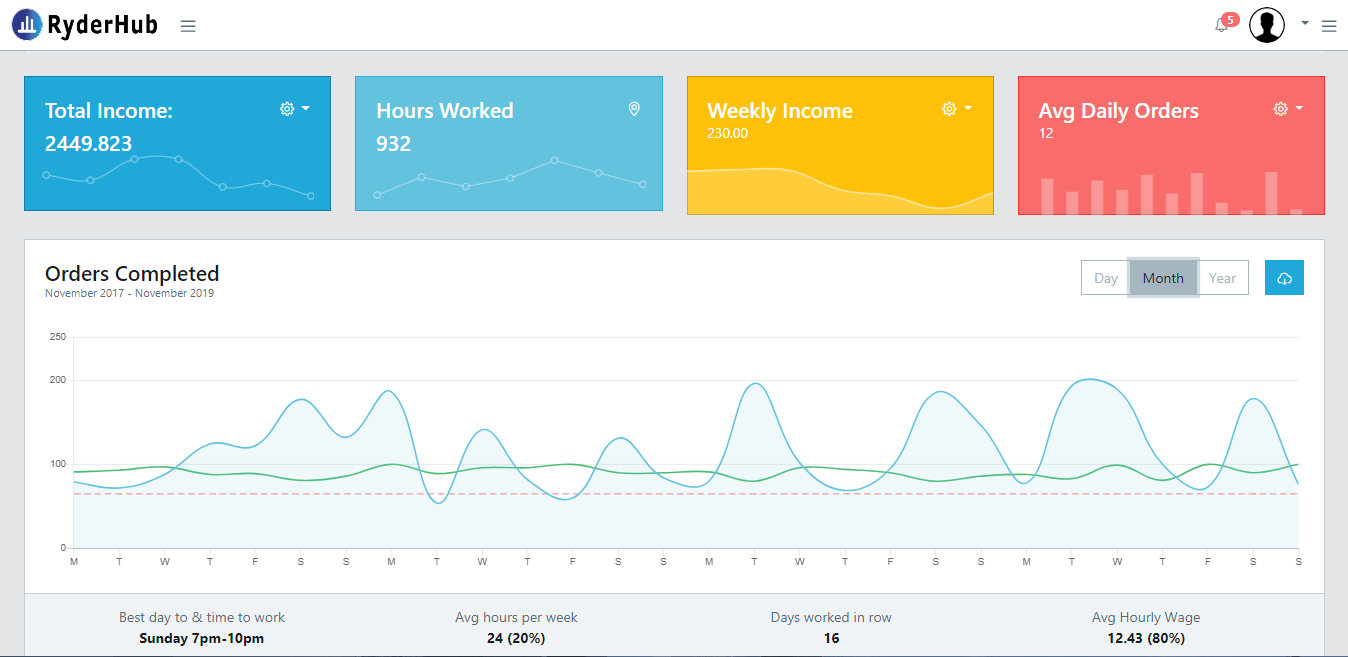 RyderHub
5
Total Income:
2449.823
Hours Worked
932
Weekly Income
230.00
Avg Daily Orders
12
Orders Completed
November 2017 - November 2019
Day Month Year
250
200
100
0
M T W T F S S M T W T F S S M T W T F S S M T W T F S S
Best day to & time to work
Sunday 7pm-10pm
Avg hours per week
24 (20%)
Days worked in row
16
Avg Hourly Wage
12.43 (80%)